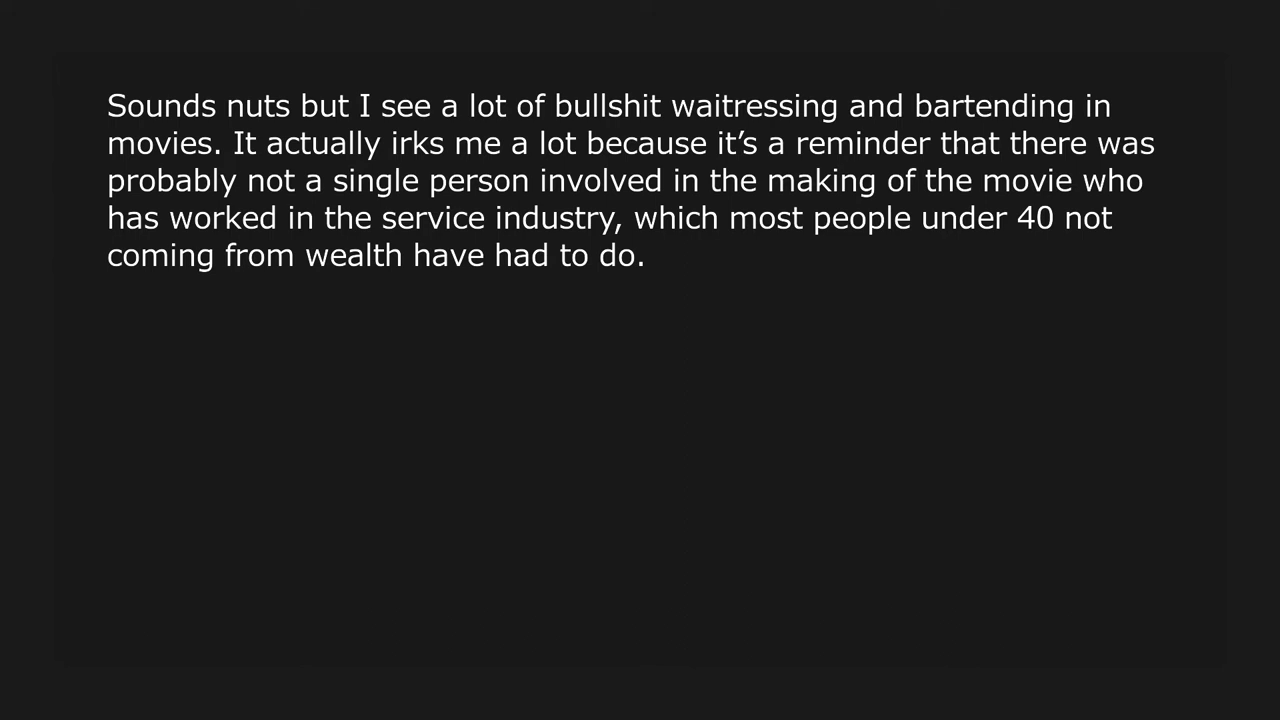 Sounds nuts but I see a lot of bullshit waitressing and bartending in
movies. It actually irks me a lot because it’s a reminder that there was
probably not a single person involved in the making of the movie who
has worked in the service industry, which most people under 40 not
coming from wealth have had to do.